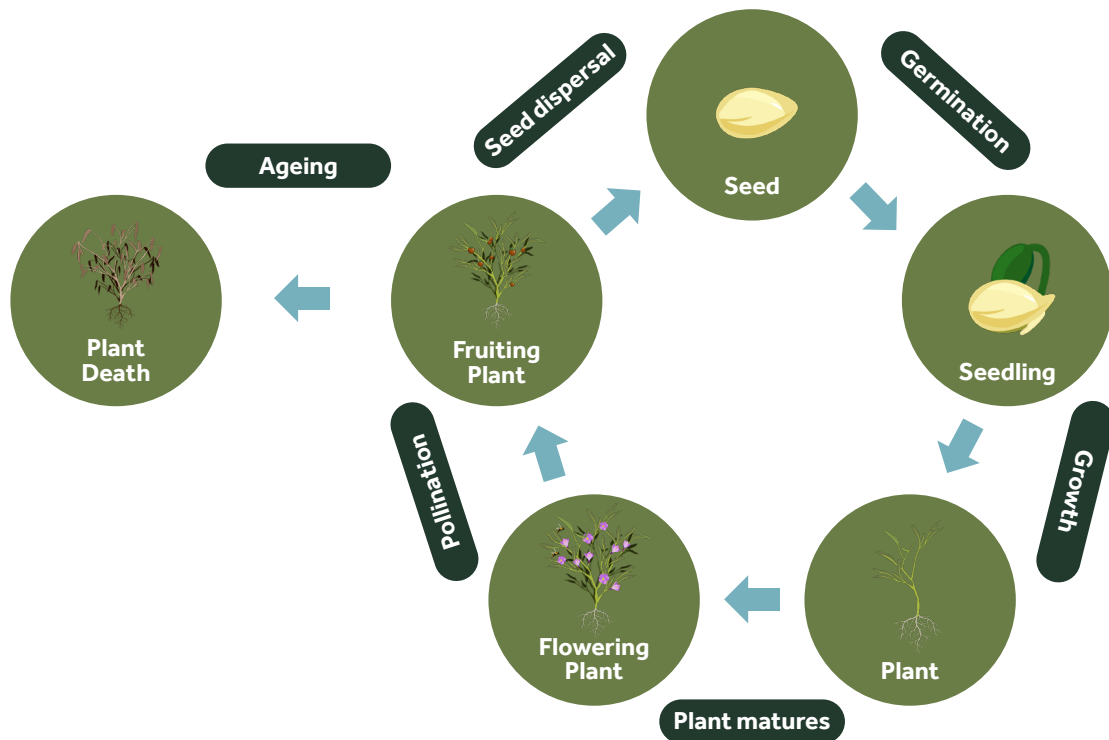 Seed dispersal
Germination
Ageing
Seed
Plant
Death
Fruiting
Plant
Seedling
Pollination
Growth
Flowering
Plant
Plant
Plant matures